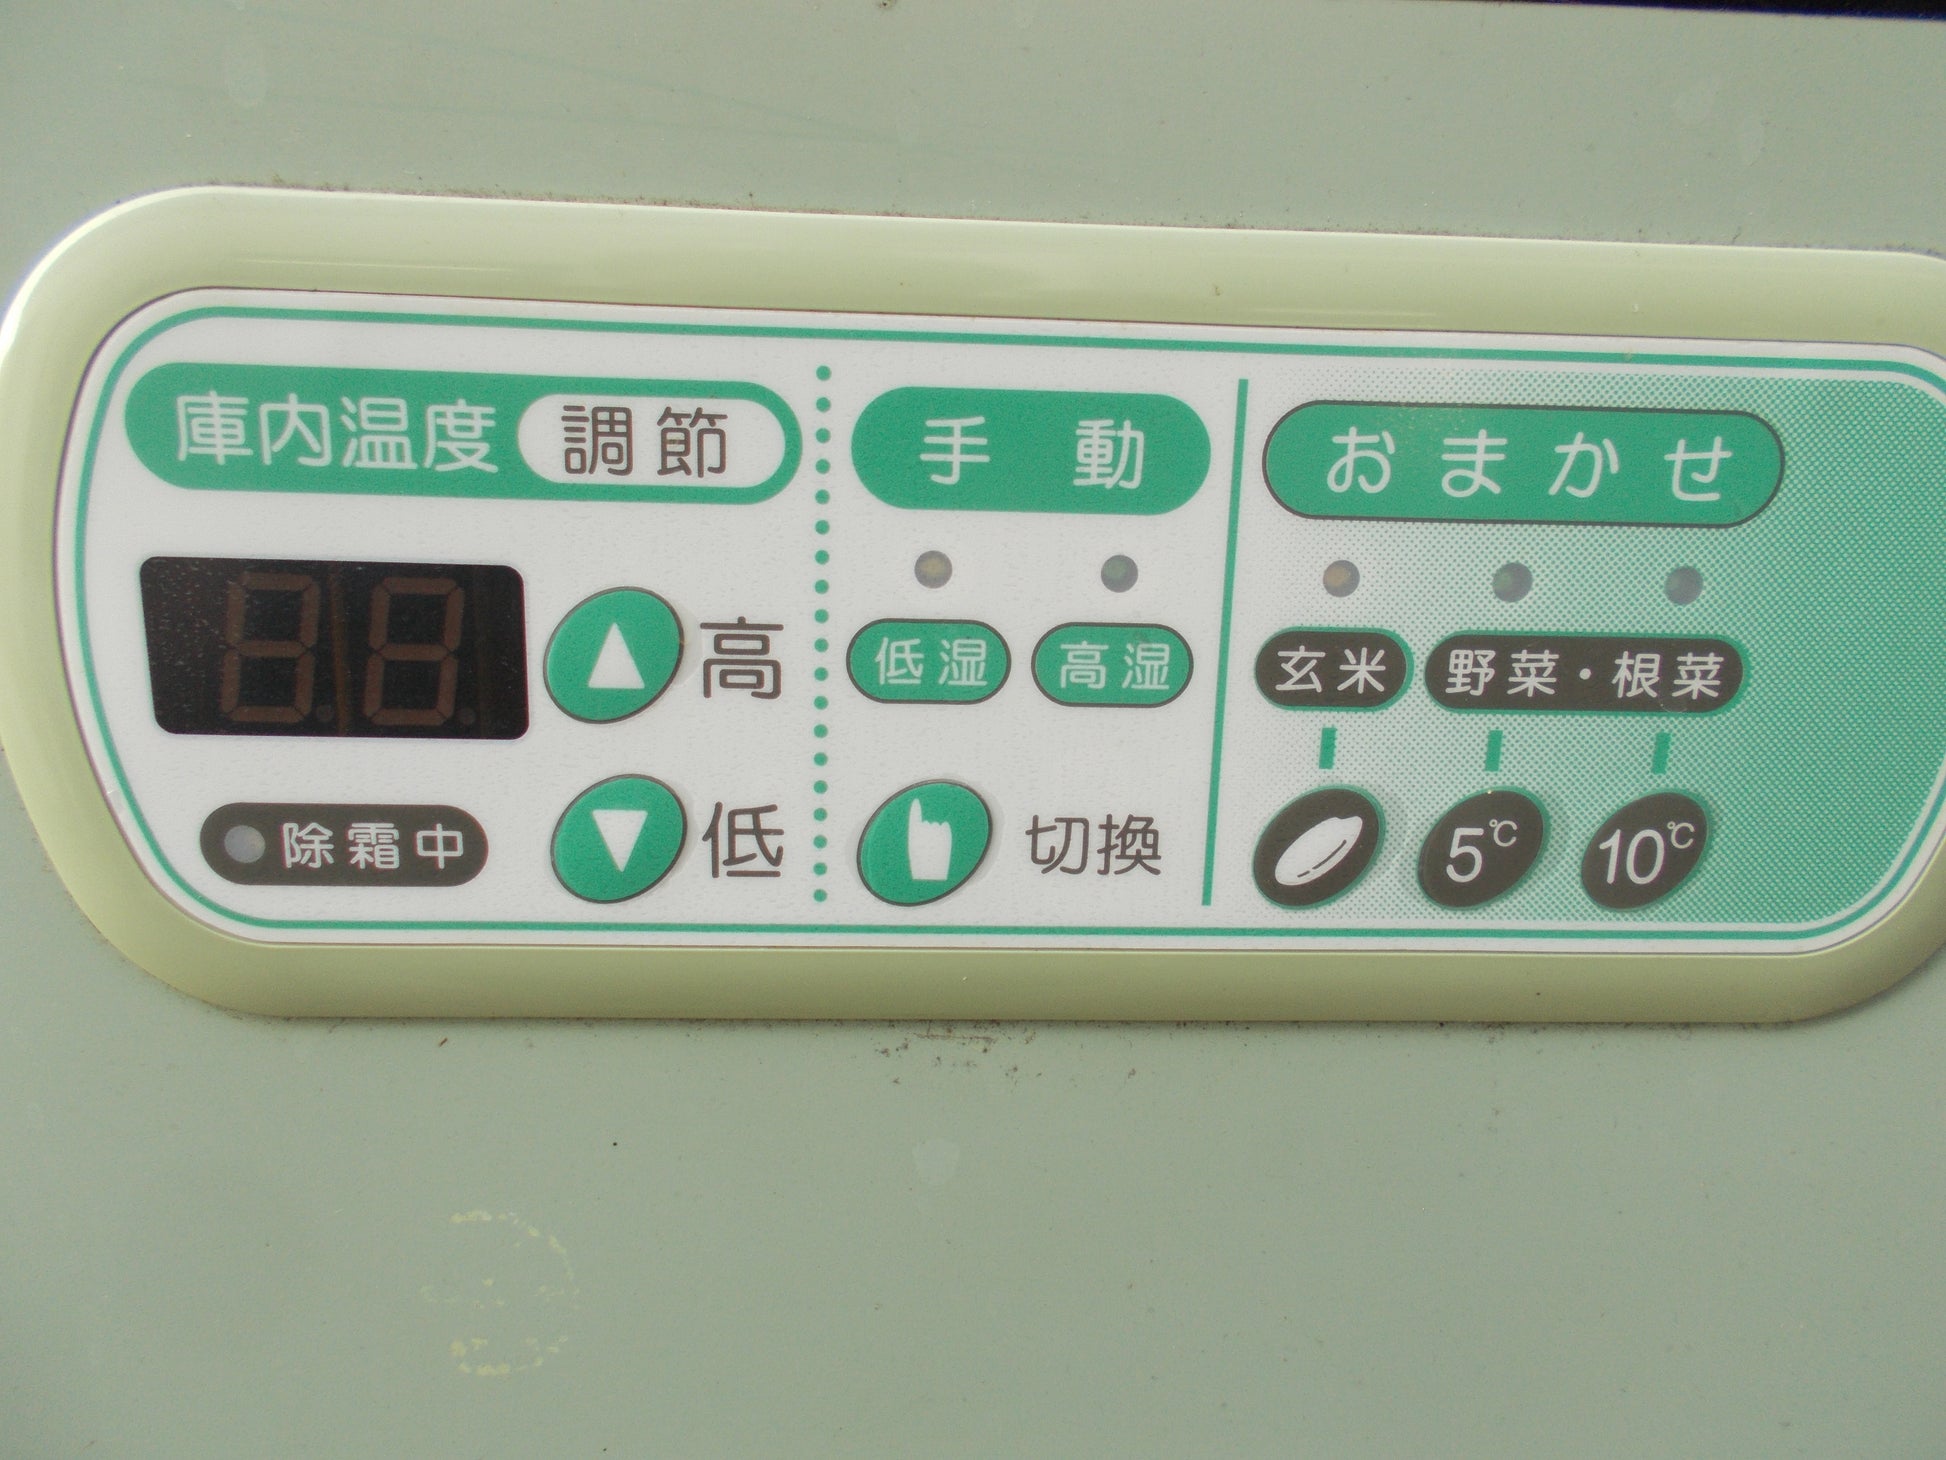 庫内温度 調節
高
低
除霜中
手動
低湿 高湿
切換
おまかせ
玄米 野菜・根菜
5℃ 10℃